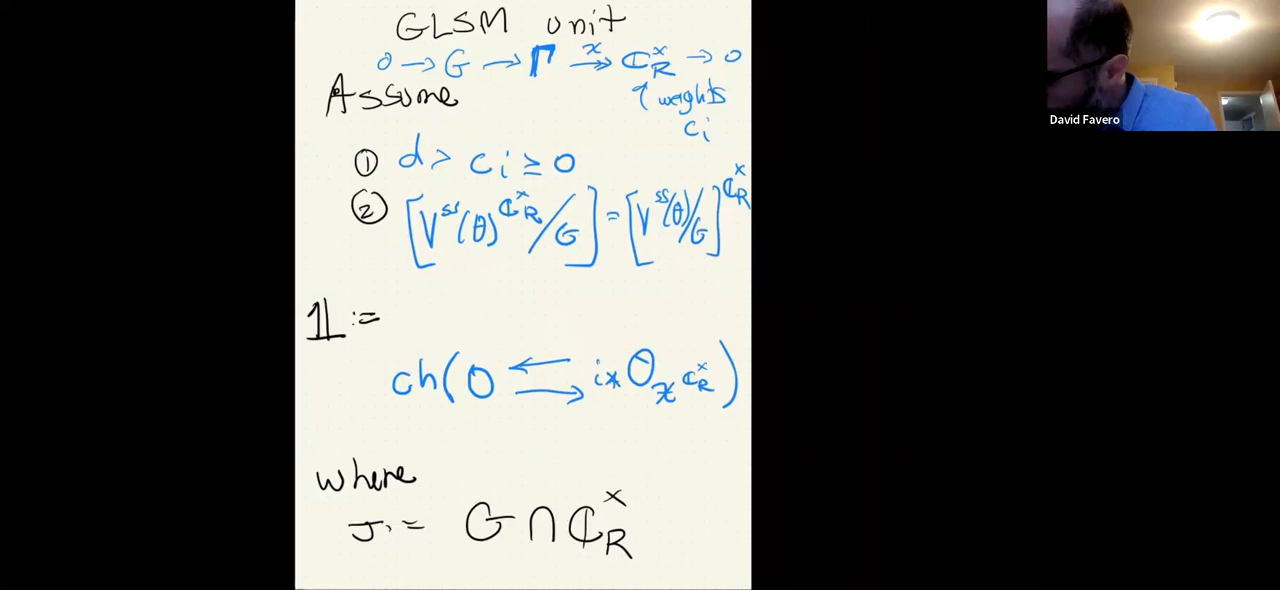 GLSM unit
0 → G → Γ ↠^χ ℂ^×_R → 0
Assume
↑ weights
c_i
① d > c_i ≥ 0
② [V^{ss}(θ)^{ℂ^×_R} / G] = [V^{ss}(θ) / G]^{ℂ^×_R}
𝟙 :=
ch(O ⇆ i_* O_{𝒳^{ℂ^×_R}})
where
J := G ∩ ℂ^×_R
David Favero